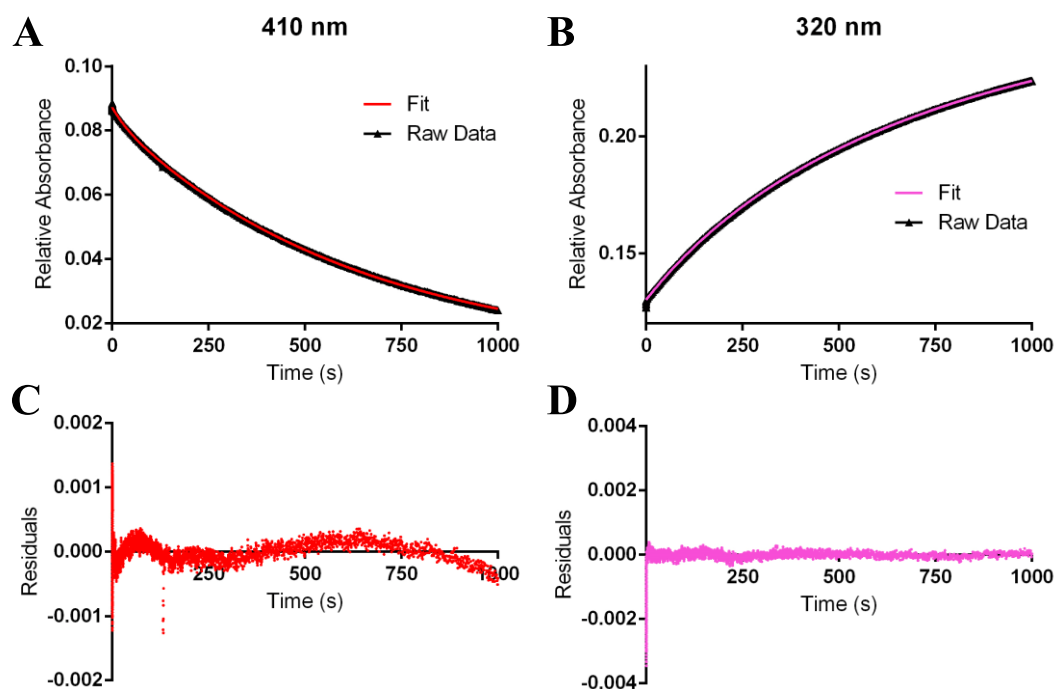 A
410 nm
0.10
0.08
0.06
0.04
0.02
Relative Absorbance
Fit
Raw Data
0
250
500
750
1000
Time (s)
B
320 nm
0.20
0.15
Relative Absorbance
Fit
Raw Data
0
250
500
750
1000
Time (s)
C
0.002
0.001
0.000
-0.001
-0.002
Residuals
250
500
750
1000
Time (s)
D
0.004
0.002
0.000
-0.002
-0.004
Residuals
250
500
750
1000
Time (s)